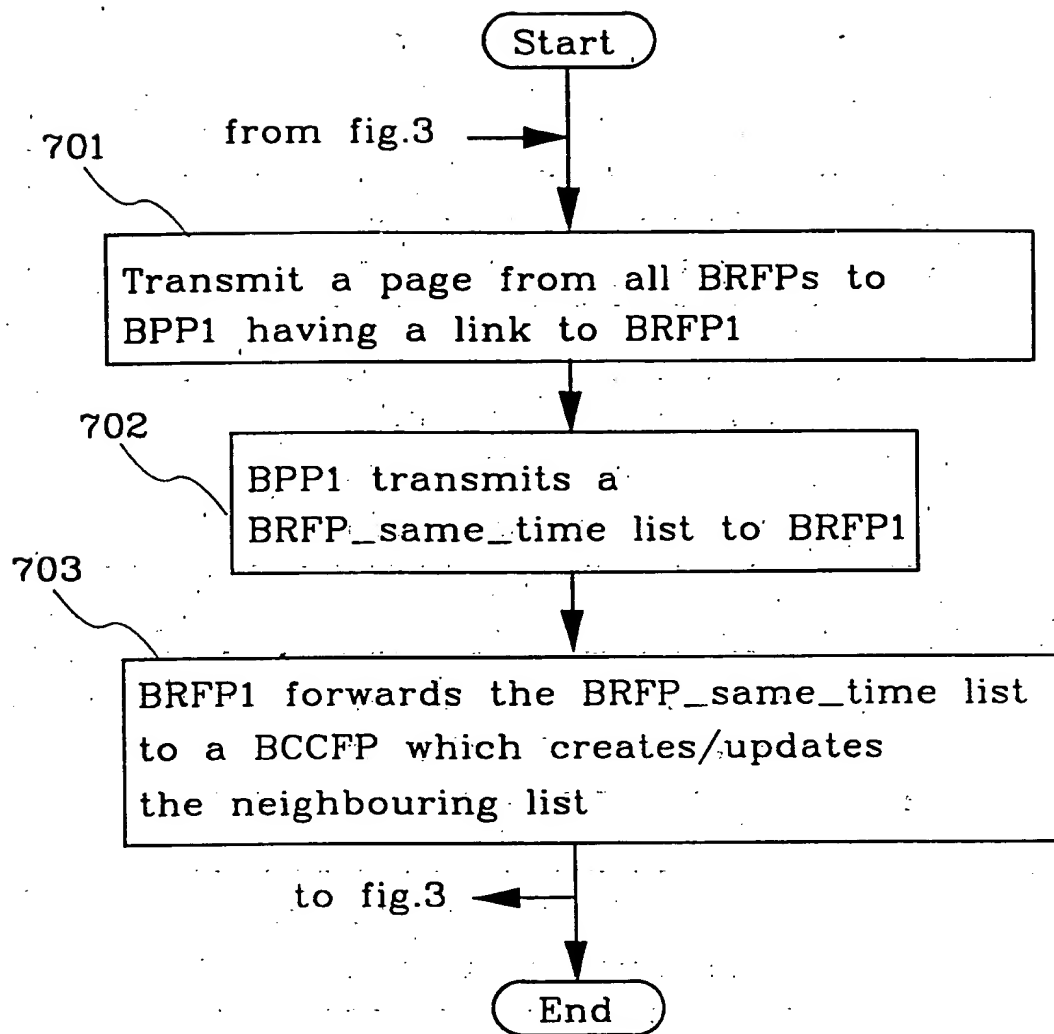 Start
from fig.3
701
Transmit a page from all BRFPs to
BPP1 having a link to BRFP1
702
BPP1 transmits a
BRFP_same_time list to BRFP1
703
BRFP1 forwards the BRFP_same_time list
to a BCCFP which creates/updates
the neighbouring list
to fig.3
End